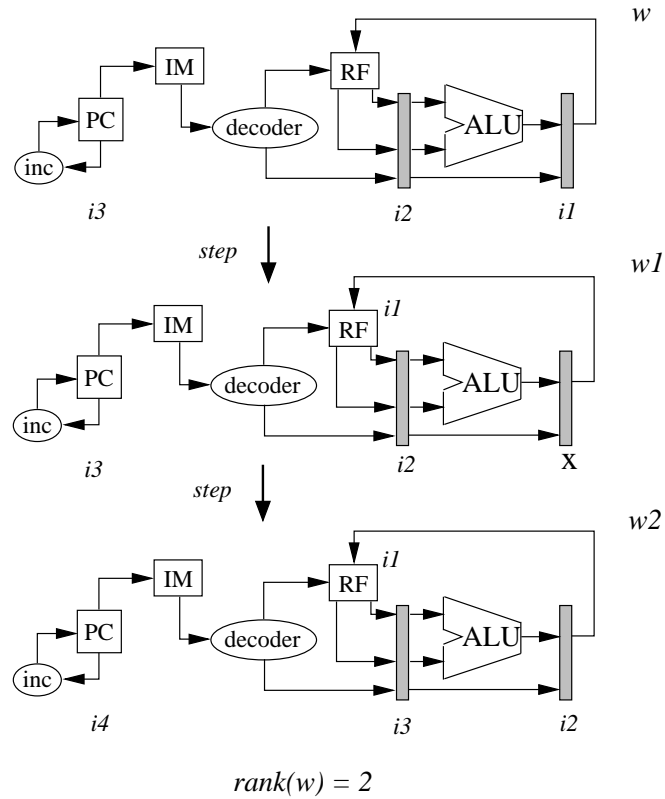 w
IM
RF
PC
decoder
ALU
inc
i3
i2
i1
step
w1
IM
i1
RF
PC
decoder
ALU
inc
i3
i2
x
step
w2
IM
i1
RF
PC
decoder
ALU
inc
i4
i3
i2
rank(w) = 2